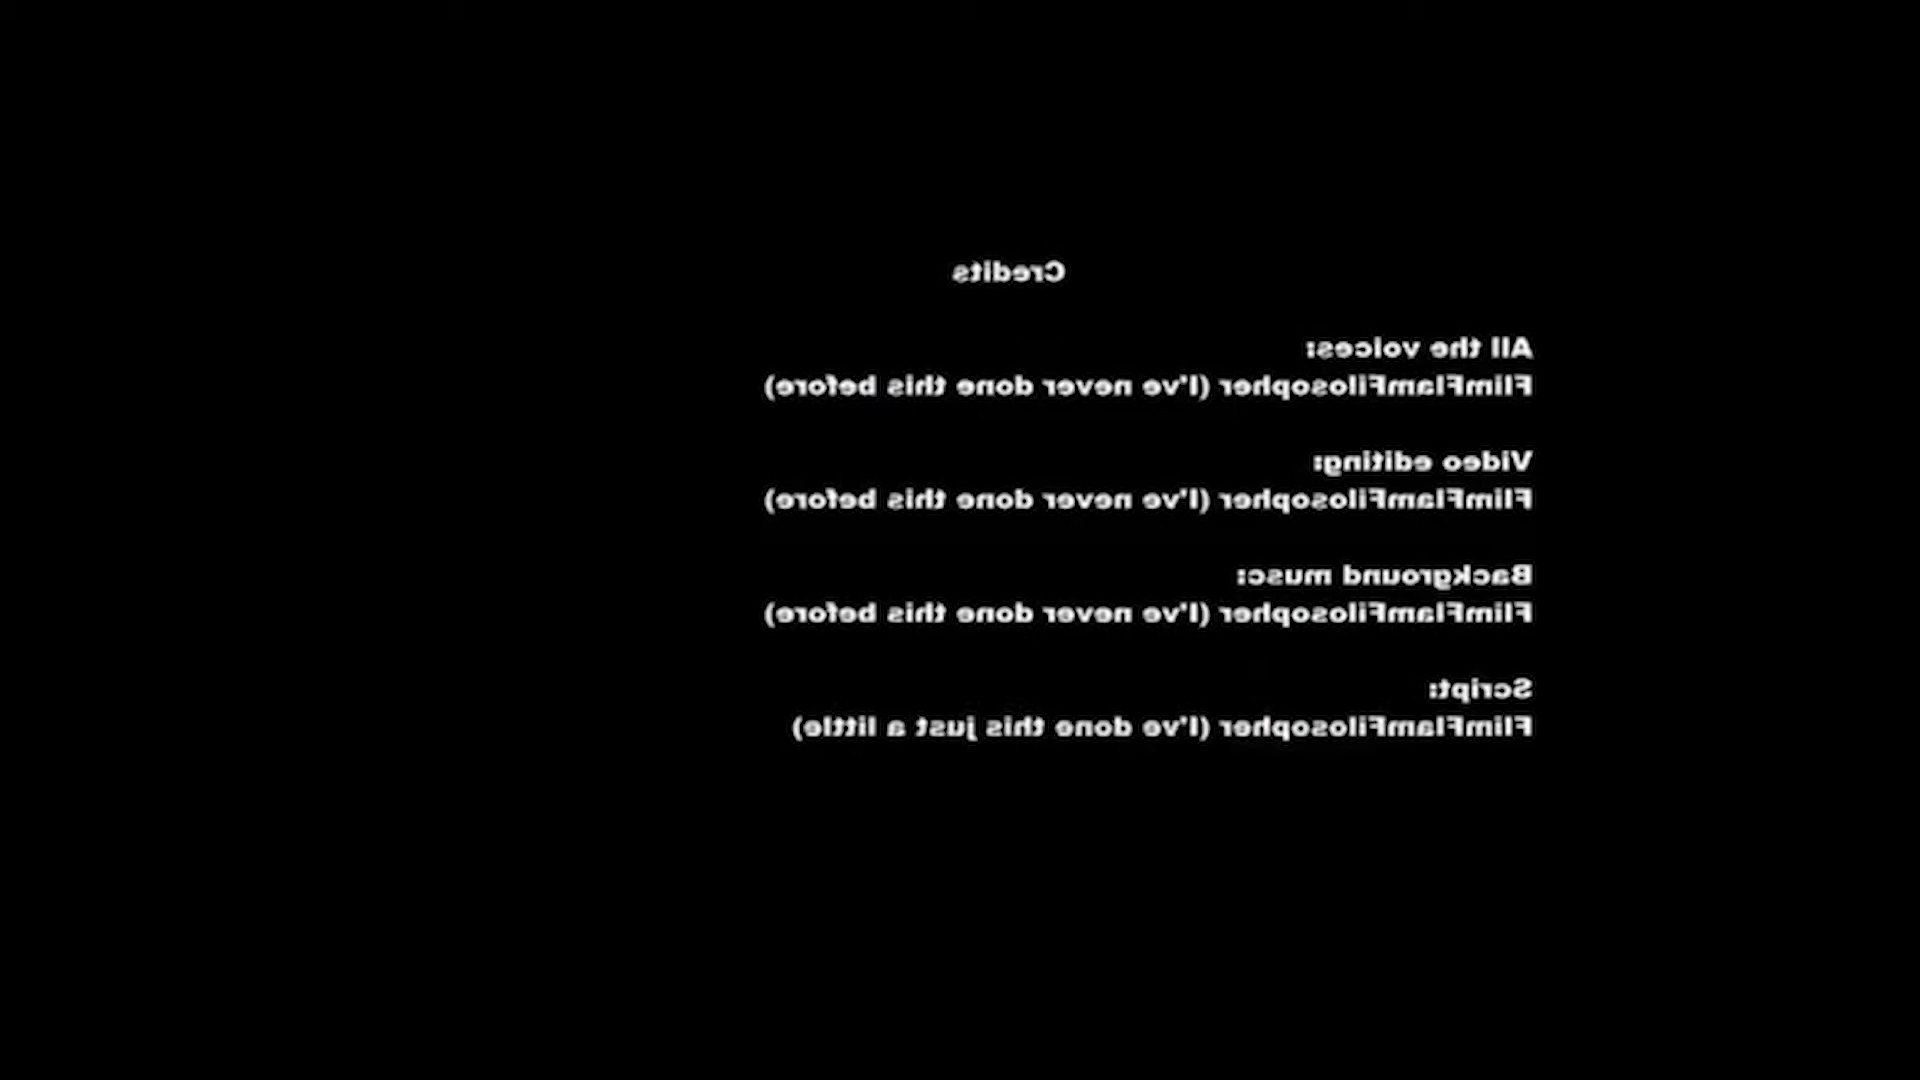 Credits
All the voices:
FlimFlamFilosopher (I've never done this before)
Video editing:
FlimFlamFilosopher (I've never done this before)
Background musc:
FlimFlamFilosopher (I've never done this before)
Script:
FlimFlamFilosopher (I've done this just a little)